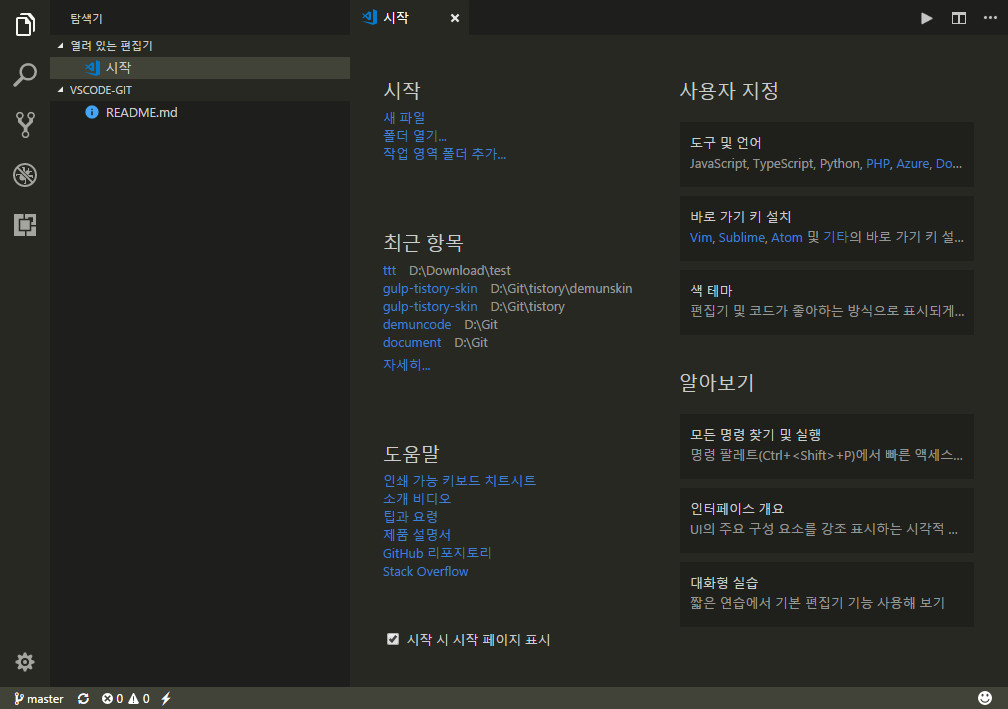 탐색기
열려 있는 편집기
시작
VSCODE-GIT
README.md
시작
시작
새 파일
폴더 열기...
작업 영역 폴더 추가...
최근 항목
ttt D:\Download\test
gulp-tistory-skin D:\Git\tistory\demunskin
gulp-tistory-skin D:\Git\tistory
demuncode D:\Git
document D:\Git
자세히...
도움말
인쇄 가능 키보드 치트시트
소개 비디오
팁과 요령
제품 설명서
GitHub 리포지토리
Stack Overflow
시작 시 시작 페이지 표시
사용자 지정
도구 및 언어
JavaScript, TypeScript, Python, PHP, Azure, Do...
바로 가기 키 설치
Vim, Sublime, Atom 및 기타의 바로 가기 키 설...
색 테마
편집기 및 코드가 좋아하는 방식으로 표시되게...
알아보기
모든 명령 찾기 및 실행
명령 팔레트(Ctrl+<Shift>+P)에서 빠른 액세스...
인터페이스 개요
UI의 주요 구성 요소를 강조 표시하는 시각적 ...
대화형 실습
짧은 연습에서 기본 편집기 기능 사용해 보기
master 0 0